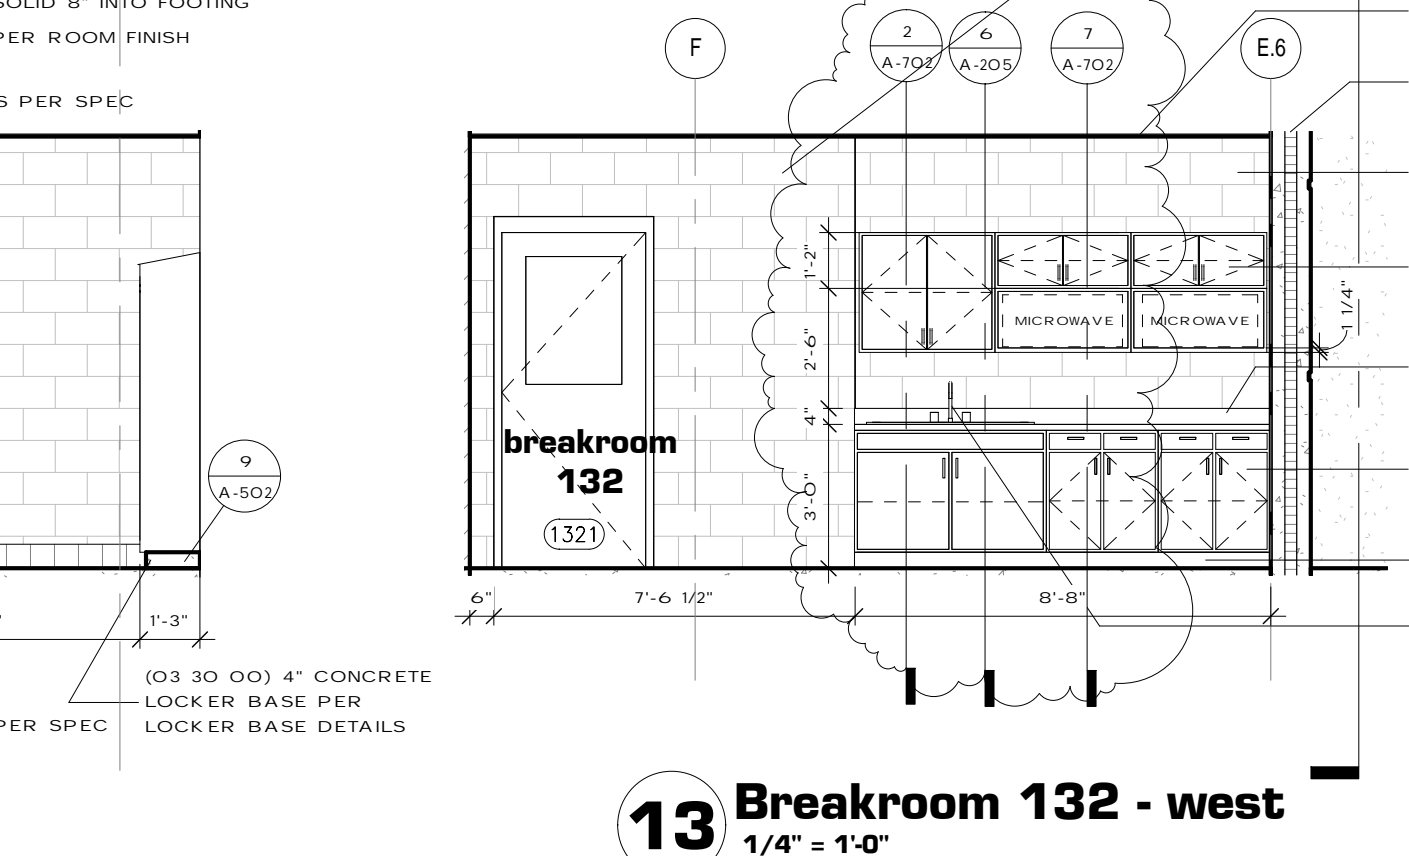 SOLID 8" INTO FOOTING
PER ROOM FINISH
S PER SPEC
F
2
A-702
6
A-205
7
A-702
E.6
1'-2"
2'-6"
4"
3'-0"
MICROWAVE
MICROWAVE
1 1/4"
breakroom
132
1321
9
A-502
6"
7'-6 1/2"
8'-8"
1'-3"
(03 30 00) 4" CONCRETE
LOCKER BASE PER
LOCKER BASE DETAILS
PER SPEC
13
Breakroom 132 - west
1/4" = 1'-0"